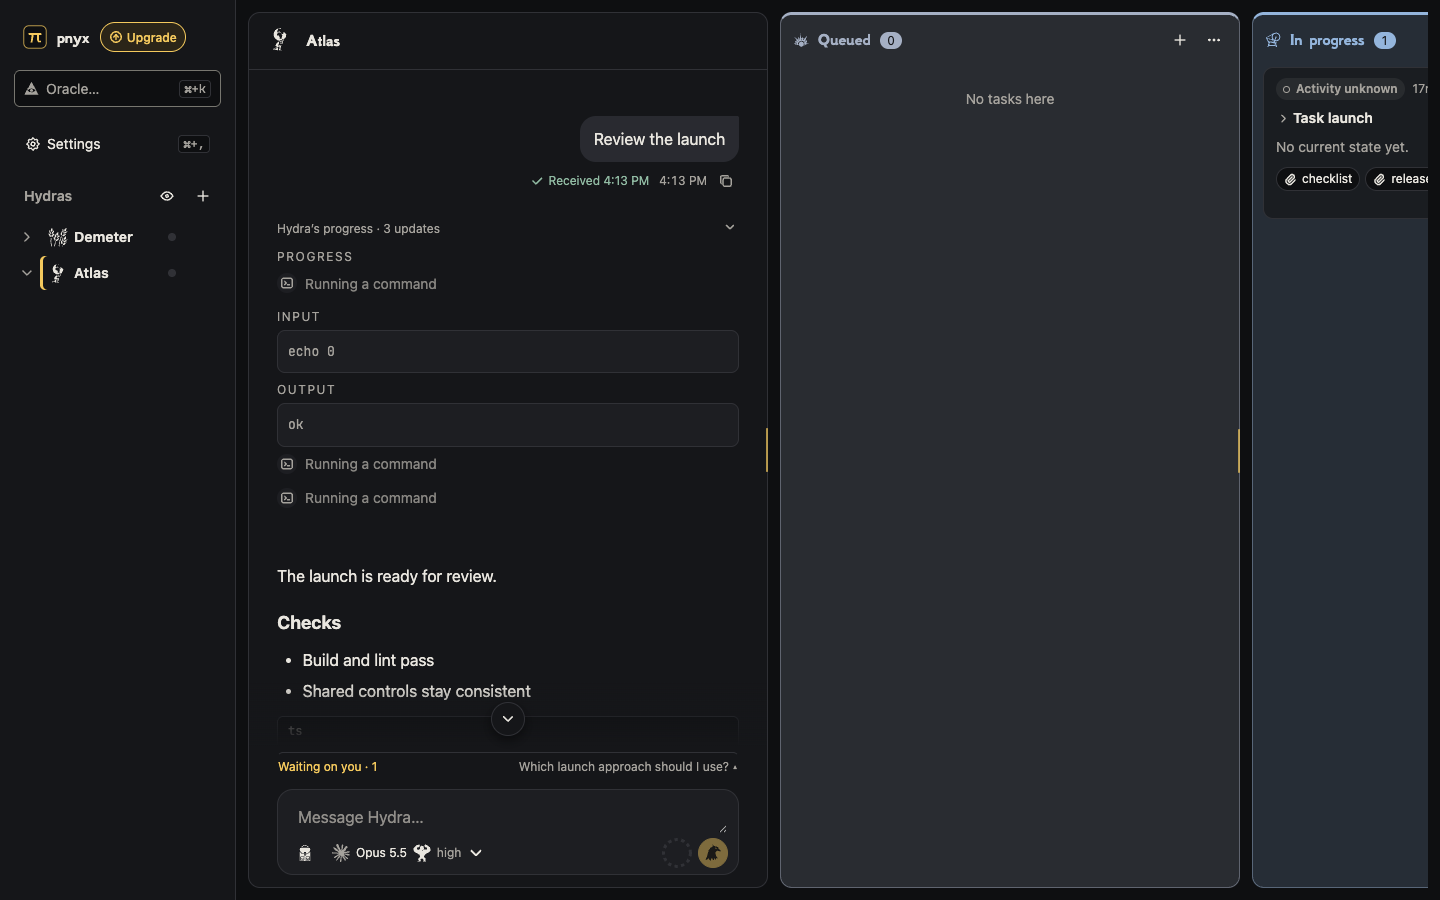 pnyx
Upgrade
Oracle...
⌘+k
Settings
⌘+,
Hydras
Demeter
Atlas
Atlas
Review the launch
Received 4:13 PM 4:13 PM
Hydra's progress · 3 updates
PROGRESS
Running a command
INPUT
echo 0
OUTPUT
ok
Running a command
Running a command
The launch is ready for review.
Checks
• Build and lint pass
• Shared controls stay consistent
ts
Waiting on you · 1
Which launch approach should I use?
Message Hydra...
Opus 5.5 high
Queued 0
No tasks here
In progress 1
Activity unknown
Task launch
No current state yet.
checklist